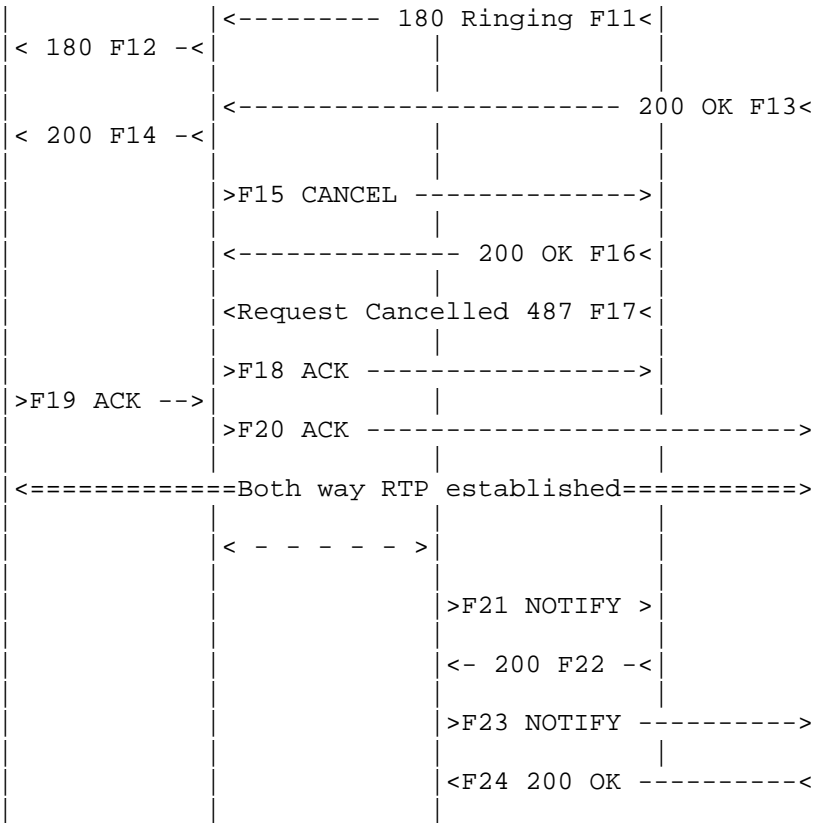 <--------- 180 Ringing F11<
< 180 F12 -<
<----------------------- 200 OK F13<
< 200 F14 -<
>F15 CANCEL -------------->
<-------------- 200 OK F16<
<Request Cancelled 487 F17<
>F18 ACK ----------------->
>F19 ACK -->
>F20 ACK --------------------------->
<=============Both way RTP established===========>
< - - - - - >
>F21 NOTIFY >
<- 200 F22 -<
>F23 NOTIFY ---------->
<F24 200 OK ----------<